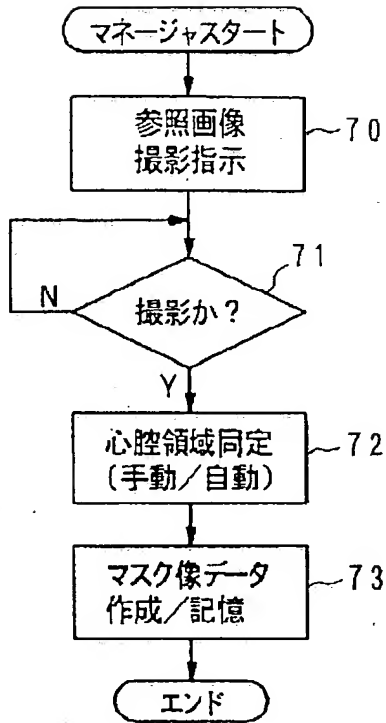 マネージャスタート
参照画像
撮影指示
70
71
撮影か?
N
Y
心腔領域同定
(手動/自動)
72
マスク像データ
作成/記憶
73
エンド